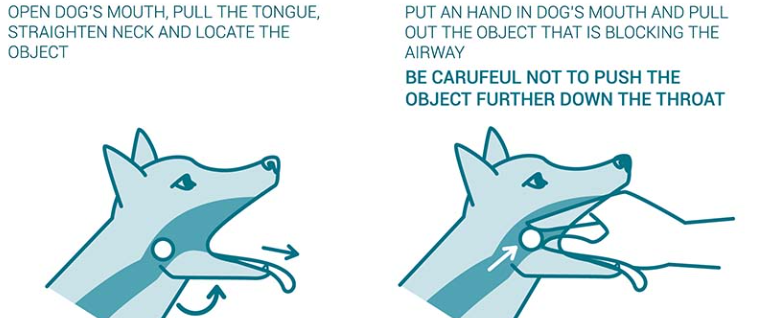 OPEN DOG'S MOUTH, PULL THE TONGUE,
STRAIGHTEN NECK AND LOCATE THE
OBJECT
PUT AN HAND IN DOG'S MOUTH AND PULL
OUT THE OBJECT THAT IS BLOCKING THE
AIRWAY
BE CARUFEUL NOT TO PUSH THE
OBJECT FURTHER DOWN THE THROAT